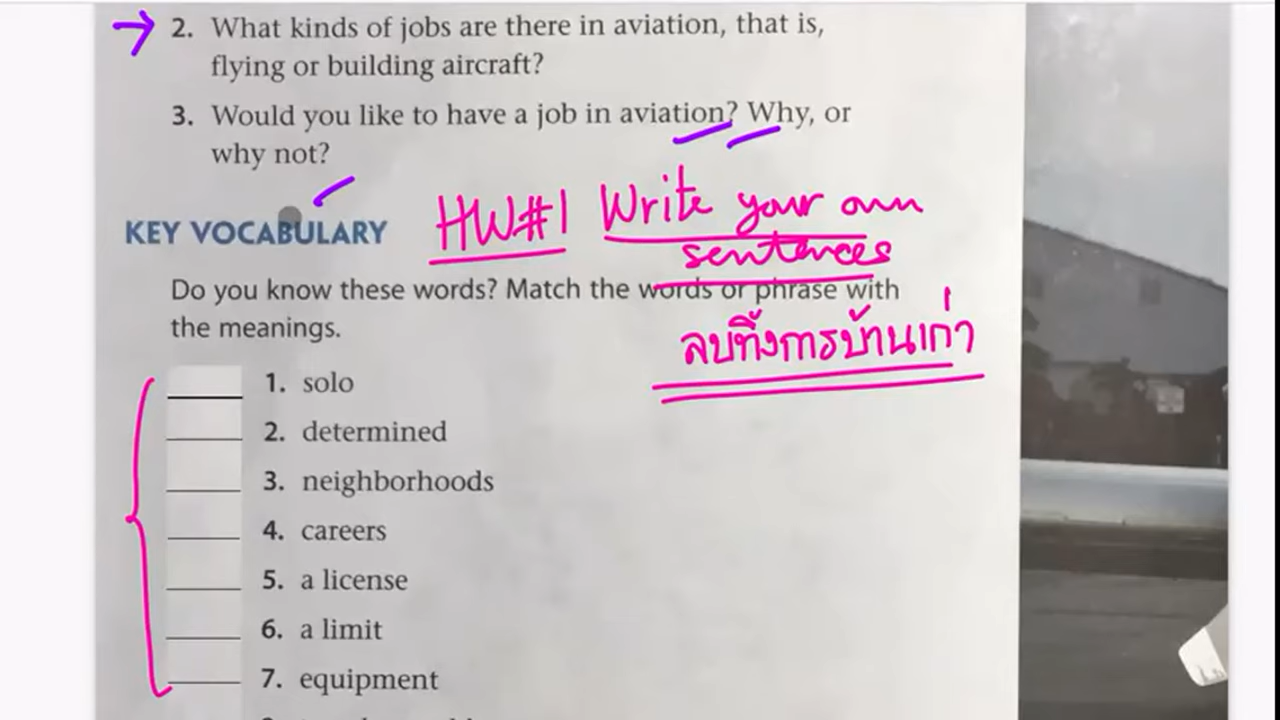 2. What kinds of jobs are there in aviation, that is,
flying or building aircraft?
3. Would you like to have a job in aviation? Why, or
why not?
KEY VOCABULARY
HW#1 Write your own
sentences
Do you know these words? Match the words or phrase with
the meanings.
ลบทิ้งการบ้านเก่า
1. solo
2. determined
3. neighborhoods
4. careers
5. a license
6. a limit
7. equipment